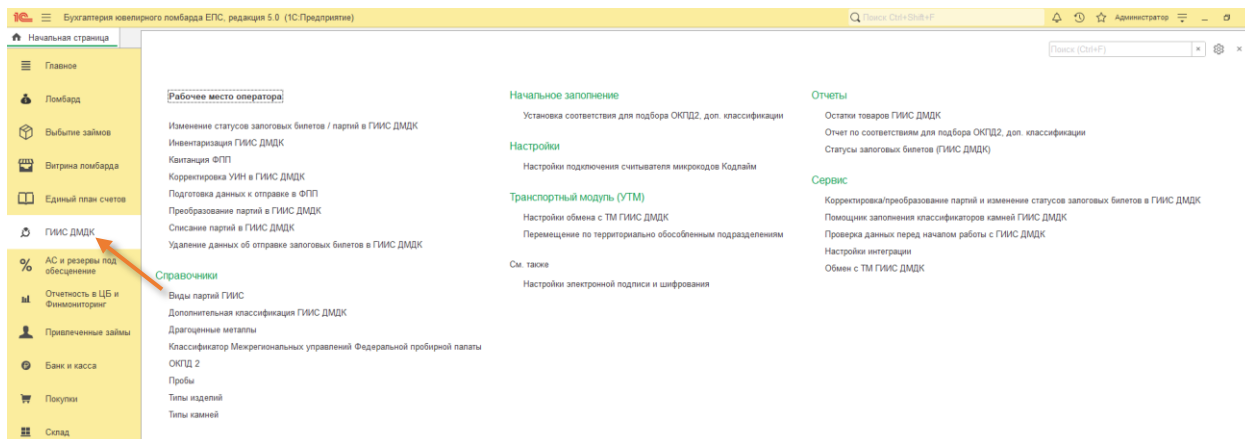 1С Бухгалтерия ювелирного ломбарда ЕПС, редакция 5.0 (1С:Предприятие)
Поиск Ctrl+Shift+F
Администратор
Начальная страница
Поиск (Ctrl+F)
Главное
Ломбард
Выбытие займов
Витрина ломбарда
Единый план счетов
ГИИС ДМДК
АС и резервы под
обесценение
Отчетность в ЦБ и
Финмониторинг
Привлеченные займы
Банк и касса
Покупки
Склад
Рабочее место оператора
Изменение статусов залоговых билетов / партий в ГИИС ДМДК
Инвентаризация ГИИС ДМДК
Квитанция ФПП
Корректировка УИН в ГИИС ДМДК
Подготовка данных к отправке в ФПП
Преобразование партий в ГИИС ДМДК
Списание партий в ГИИС ДМДК
Удаление данных об отправке залоговых билетов в ГИИС ДМДК
Справочники
Виды партий ГИИС
Дополнительная классификация ГИИС ДМДК
Драгоценные металлы
Классификатор Межрегиональных управлений Федеральной пробирной палаты
ОКПД 2
Пробы
Типы изделий
Типы камней
Начальное заполнение
Установка соответствия для подбора ОКПД2, доп. классификации
Настройки
Настройки подключения считывателя микрокодов Кодлайм
Транспортный модуль (УТМ)
Настройки обмена с ТМ ГИИС ДМДК
Перемещение по территориально обособленным подразделениям
См. также
Настройки электронной подписи и шифрования
Отчеты
Остатки товаров ГИИС ДМДК
Отчет по соответствиям для подбора ОКПД2, доп. классификации
Статусы залоговых билетов (ГИИС ДМДК)
Сервис
Корректировка/преобразование партий и изменение статусов залоговых билетов в ГИИС ДМДК
Помощник заполнения классификаторов камней ГИИС ДМДК
Проверка данных перед началом работы с ГИИС ДМДК
Настройки интеграции
Обмен с ТМ ГИИС ДМДК